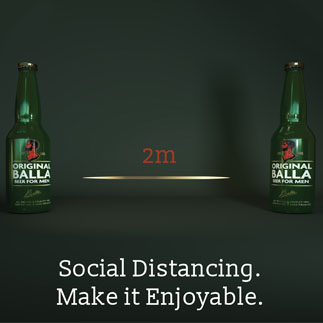 2m
ORIGINAL
BALLA
BEER FOR MEN
ORIGINAL
BALLA
BEER FOR MEN
Social Distancing.
Make it Enjoyable.